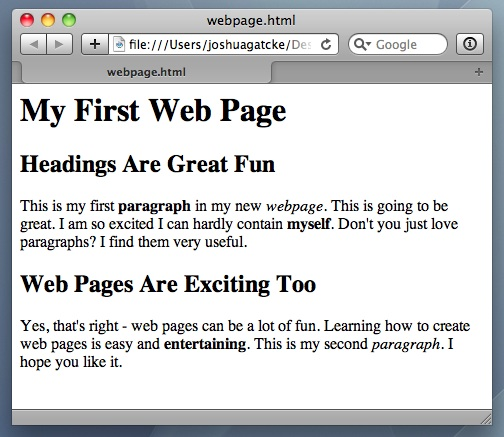 webpage.html
file:///Users/joshuagatcke/Des
Google
webpage.html
My First Web Page
Headings Are Great Fun
This is my first paragraph in my new webpage. This is going to be
great. I am so excited I can hardly contain myself. Don't you just love
paragraphs? I find them very useful.
Web Pages Are Exciting Too
Yes, that's right - web pages can be a lot of fun. Learning how to create
web pages is easy and entertaining. This is my second paragraph. I
hope you like it.